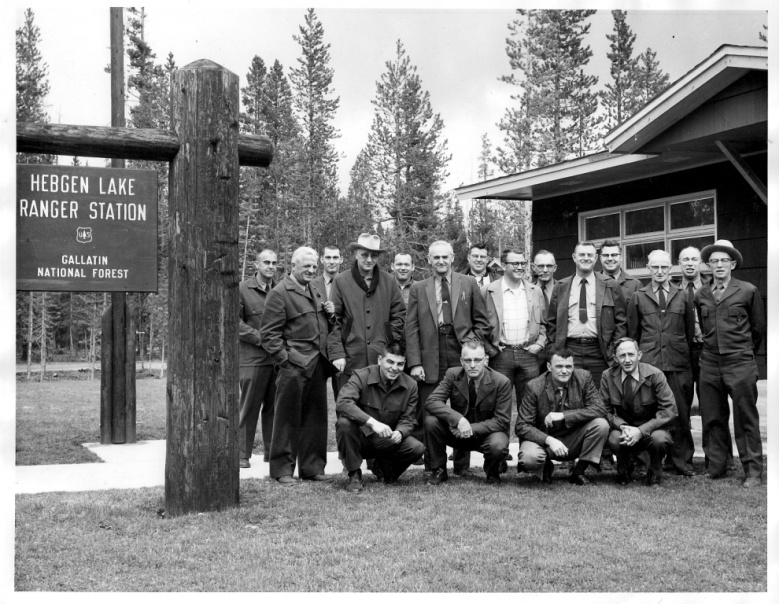 HEBGEN LAKE
RANGER STATION
U S
GALLATIN
NATIONAL FOREST